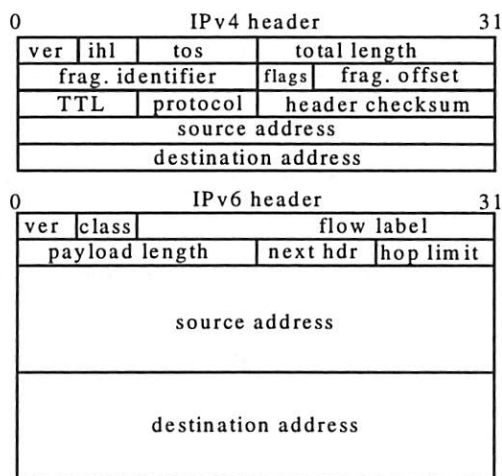 0 IPv4 header 31
ver ihl tos total length
frag. identifier flags frag. offset
TTL protocol header checksum
source address
destination address
0 IPv6 header 31
ver class flow label
payload length next hdr hop limit
source address
destination address